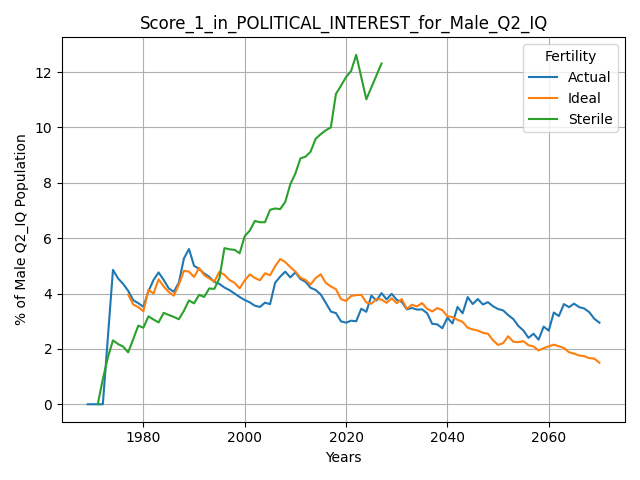 Score_1_in_POLITICAL_INTEREST_for_Male_Q2_IQ
Fertility
Actual
Ideal
Sterile
% of Male Q2_IQ Population
12
10
8
6
4
2
0
1980
2000
2020
2040
2060
Years